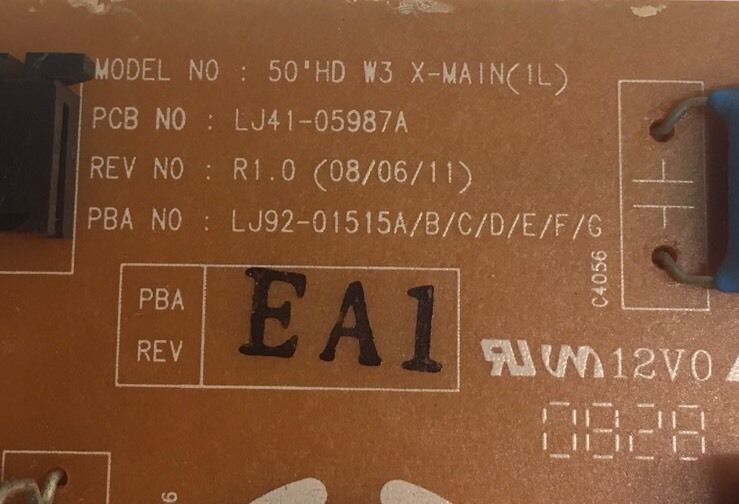 MODEL NO : 50"HD W3 X-MAIN(1L)
PCB NO : LJ41-05987A
REV NO : R1.0 (08/06/11)
PBA NO : LJ92-01515A/B/C/D/E/F/G
PBA
REV
EA1
C4056
12V0
0828
6